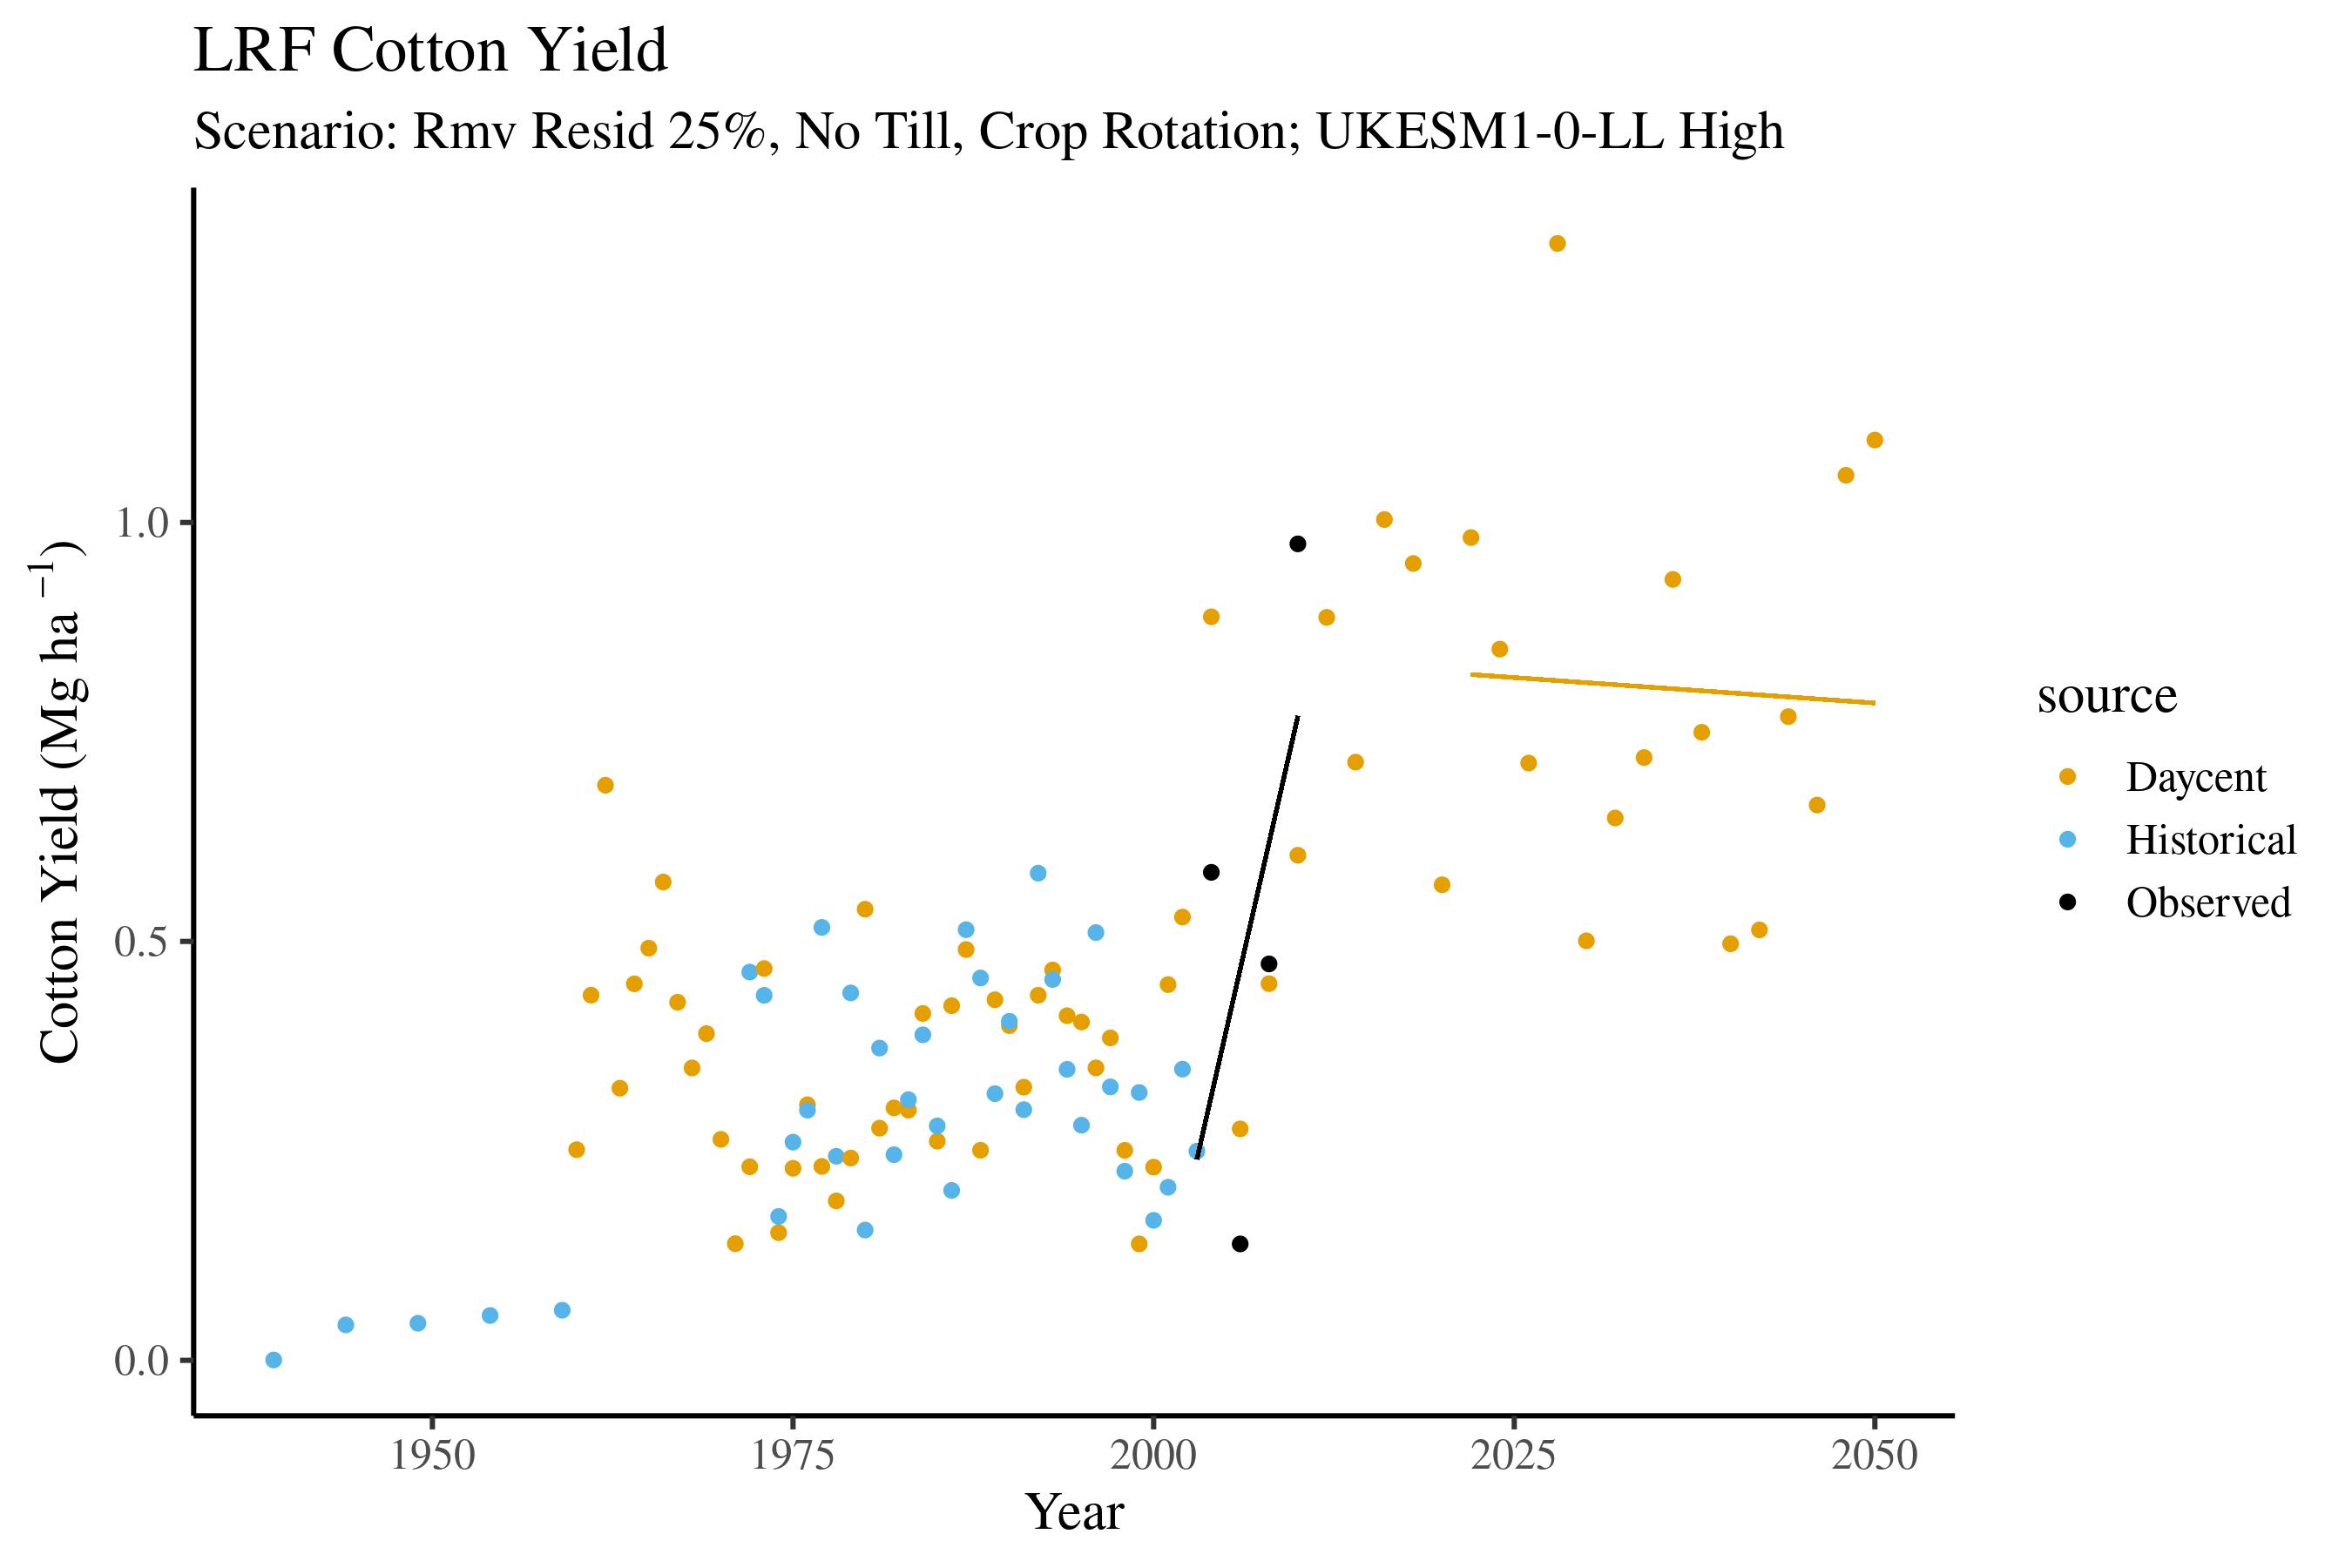 LRF Cotton Yield
Scenario: Rmv Resid 25%, No Till, Crop Rotation; UKESM1-0-LL High
Cotton Yield (Mg ha⁻¹)
1.0
0.5
0.0
1950 1975 2000 2025 2050
Year
source
Daycent
Historical
Observed